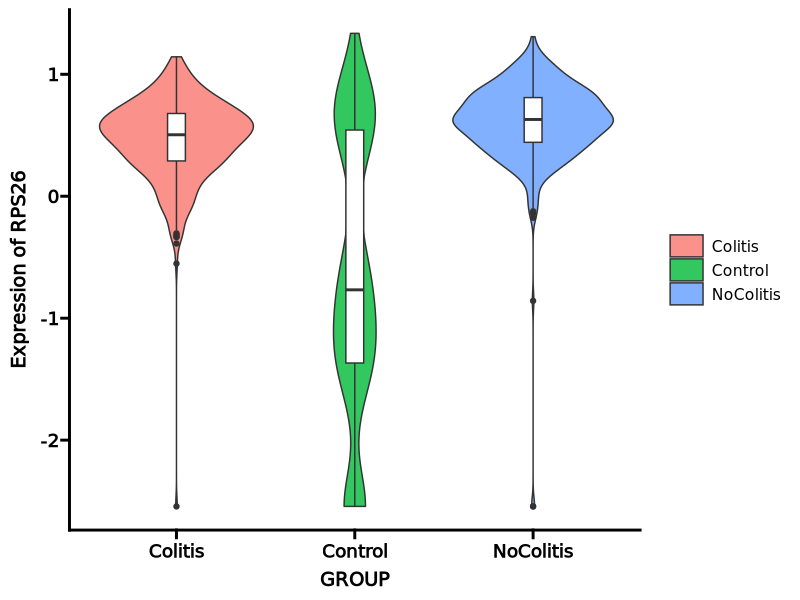 Expression of RPS26
1
0
-1
-2
Colitis
Control
NoColitis
GROUP
Colitis
Control
NoColitis